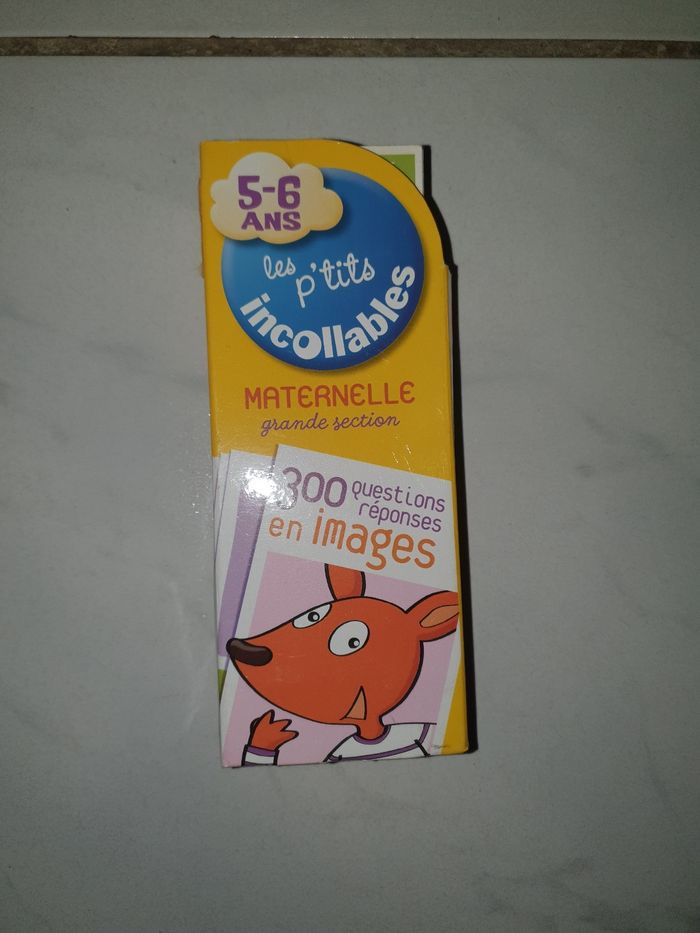 5-6
ANS
les p'tits
incollables
MATERNELLE
grande section
300 questions
réponses
en images